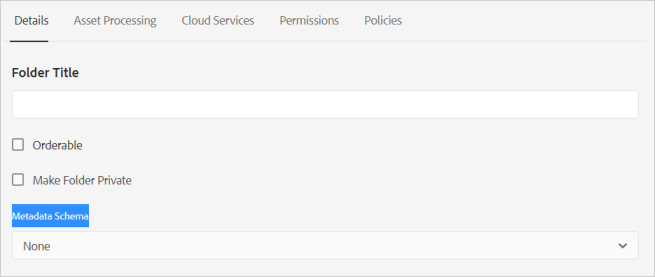 Details Asset Processing Cloud Services Permissions Policies
Folder Title
Orderable
Make Folder Private
Metadata Schema
None